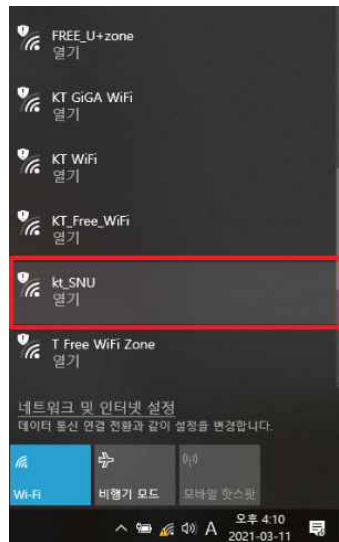 FREE_U+zone
열기
KT GiGA WiFi
열기
KT WiFi
열기
KT_Free_WiFi
열기
kt_SNU
열기
T Free WiFi Zone
열기
네트워크 및 인터넷 설정
데이터 통신 연결 전환과 같이 설정을 변경합니다.
Wi-Fi
비행기 모드
모바일 핫스팟
A
오후 4:10
2021-03-11